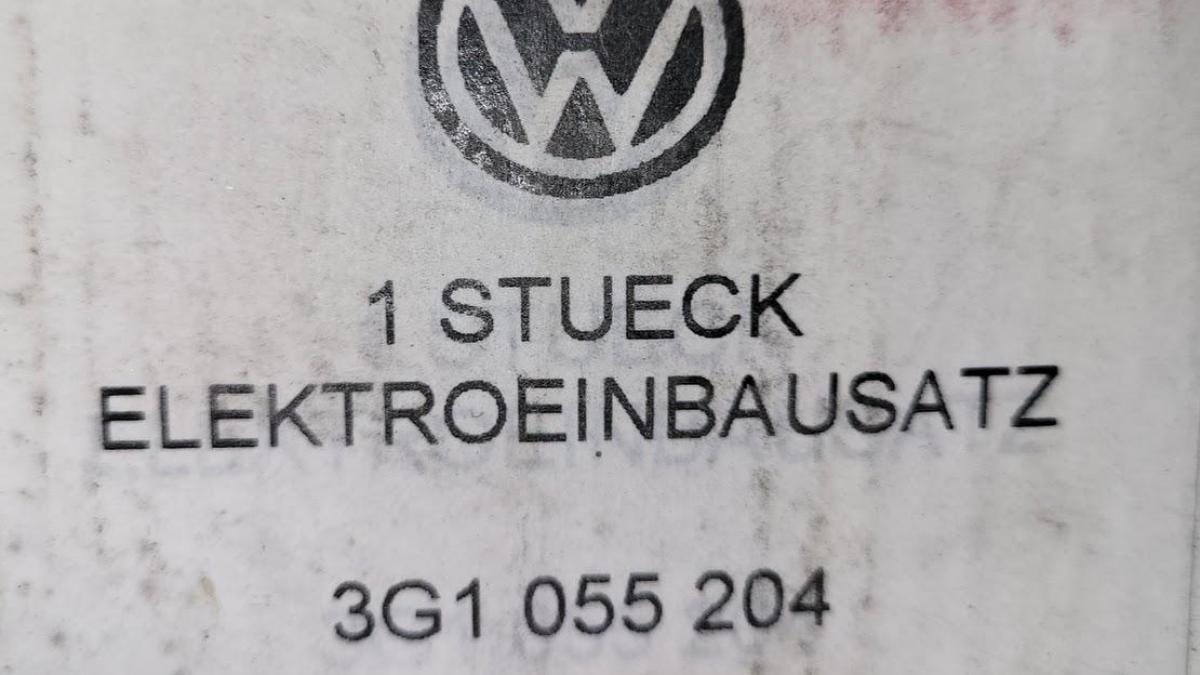 1 STUECK
ELEKTROEINBAUSATZ
3G1 055 204